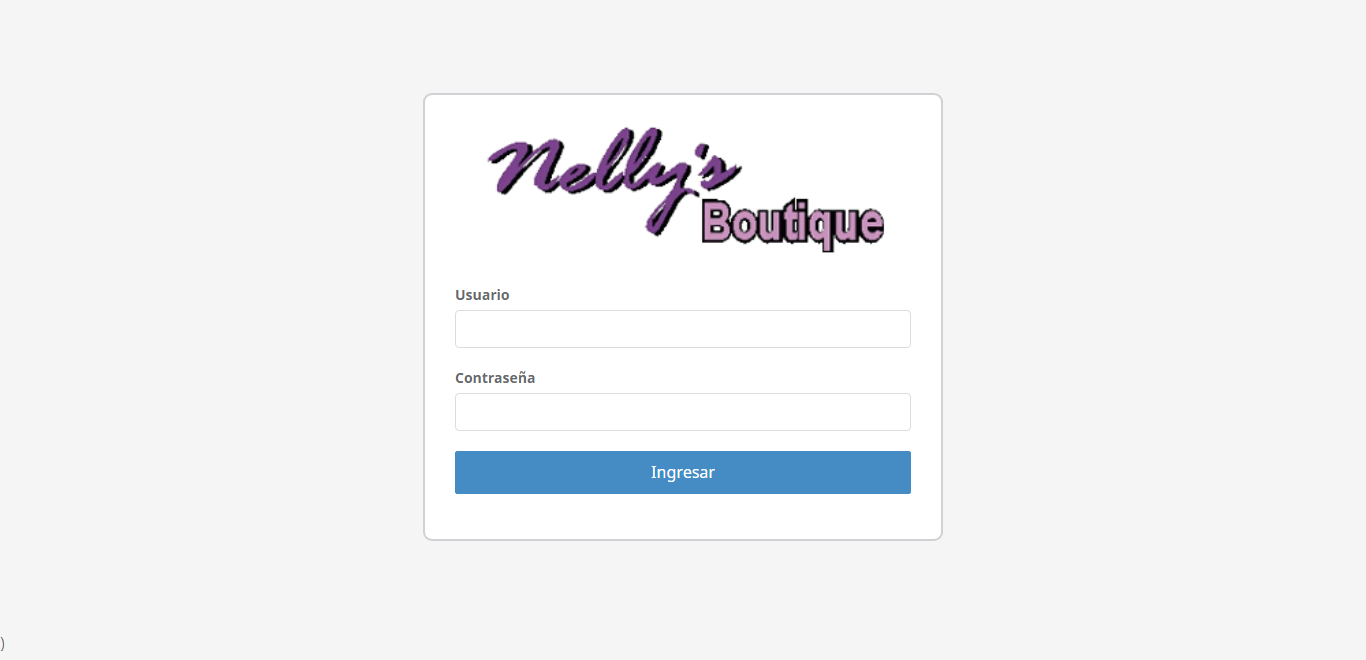 Nelly's
Boutique
Usuario
Contraseña
Ingresar
)